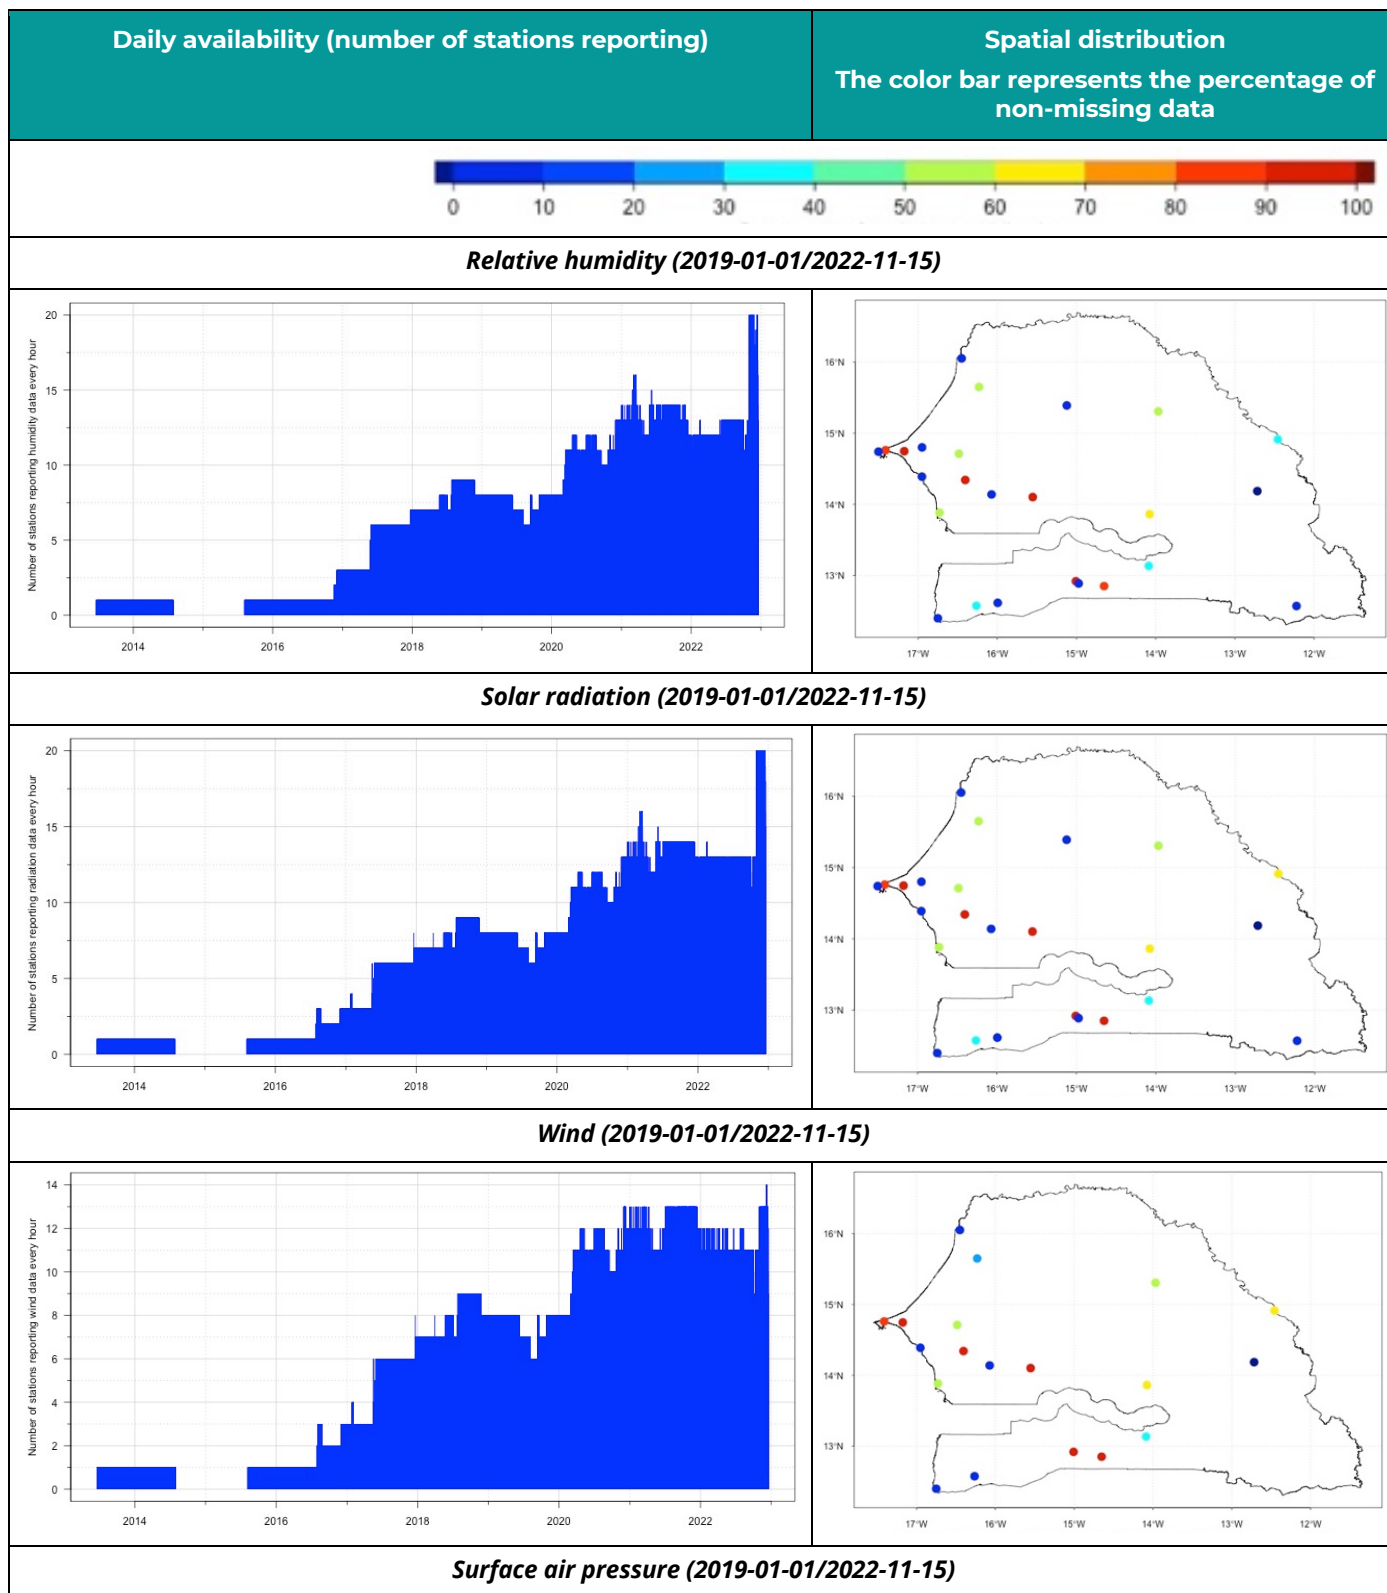 Daily availability (number of stations reporting)
Spatial distribution
The color bar represents the percentage of
non-missing data
0 10 20 30 40 50 60 70 80 90 100
Relative humidity (2019-01-01/2022-11-15)
Number of stations reporting humidity data every hour
20
15
10
5
0
2014 2016 2018 2020 2022
16°N
15°N
14°N
13°N
17°W 16°W 15°W 14°W 13°W 12°W
Solar radiation (2019-01-01/2022-11-15)
Number of stations reporting radiation data every hour
20
15
10
5
0
2014 2016 2018 2020 2022
16°N
15°N
14°N
13°N
17°W 16°W 15°W 14°W 13°W 12°W
Wind (2019-01-01/2022-11-15)
Number of stations reporting wind data every hour
14
12
10
8
6
4
2
0
2014 2016 2018 2020 2022
16°N
15°N
14°N
13°N
17°W 16°W 15°W 14°W 13°W 12°W
Surface air pressure (2019-01-01/2022-11-15)